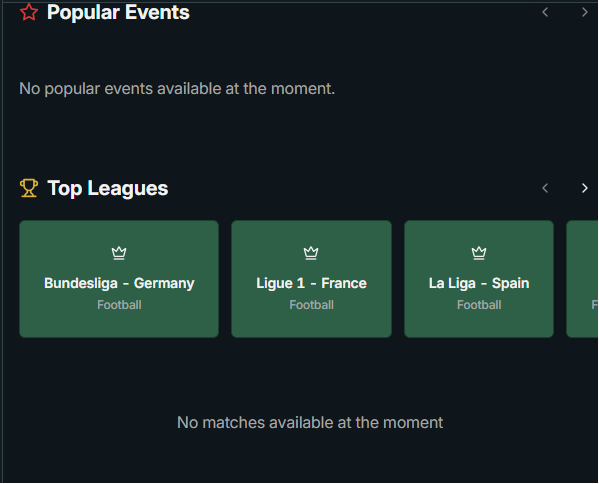 Popular Events
No popular events available at the moment.
Top Leagues
Bundesliga - Germany
Football
Ligue 1 - France
Football
La Liga - Spain
Football
F
No matches available at the moment